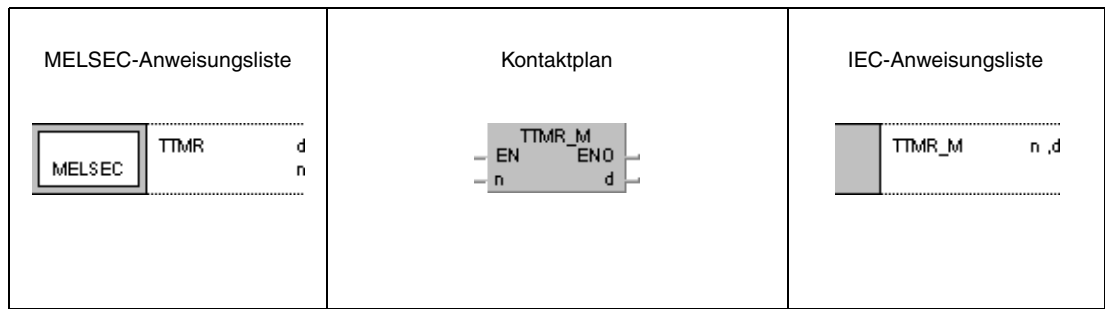 MELSEC-Anweisungsliste
MELSEC
TTMR d
n
Kontaktplan
TTMR_M
EN ENO
n d
IEC-Anweisungsliste
TTMR_M n ,d